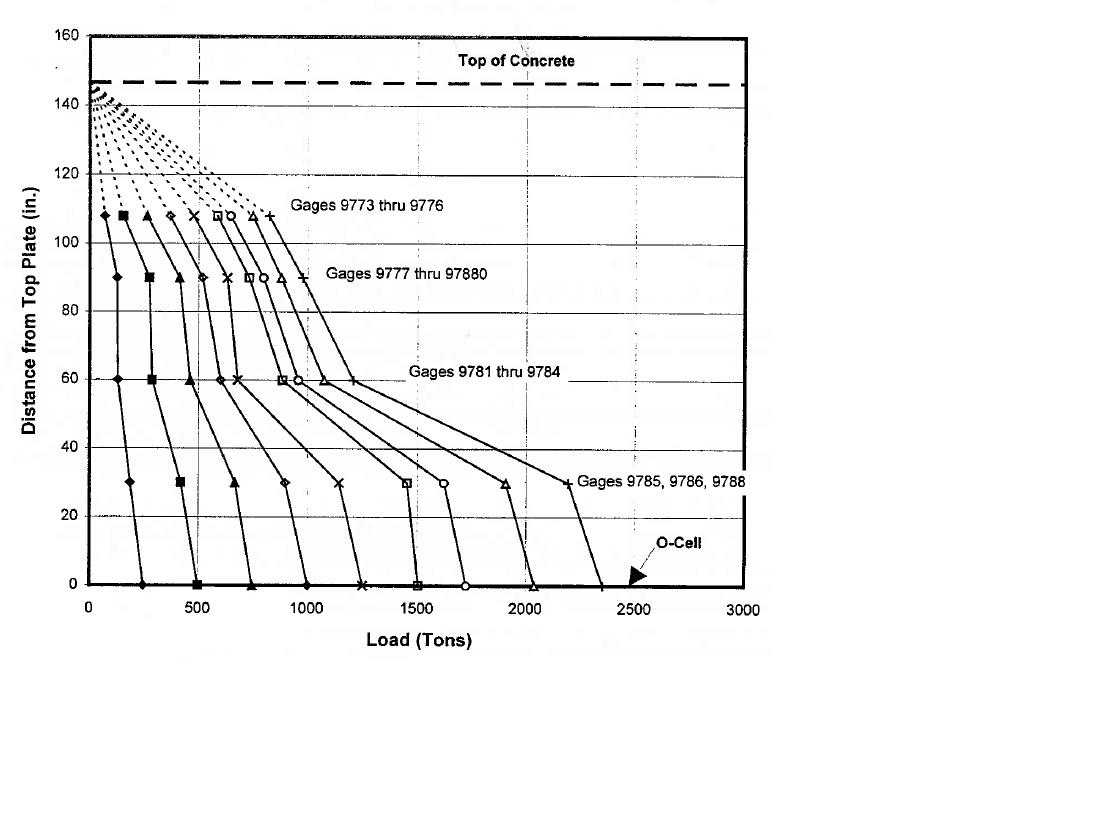 160
Top of Concrete
140
120
Gages 9773 thru 9776
100
Gages 9777 thru 97880
80
Gages 9781 thru 9784
60
40
Gages 9785, 9786, 9788
20
O-Cell
0
0 500 1000 1500 2000 2500 3000
Load (Tons)
Distance from Top Plate (in.)